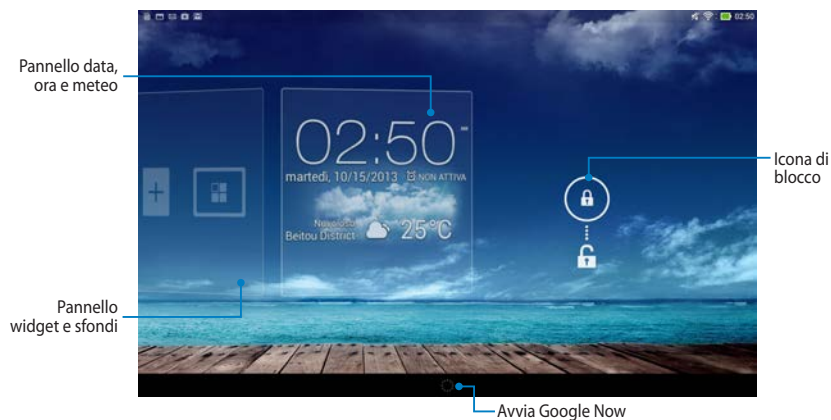 02:50
Pannello data,
ora e meteo
02:50
martedì, 10/15/2013 NON ATTIVA
Nuvoloso
Beitou District 25°C
Icona di
blocco
Pannello
widget e sfondi
Avvia Google Now